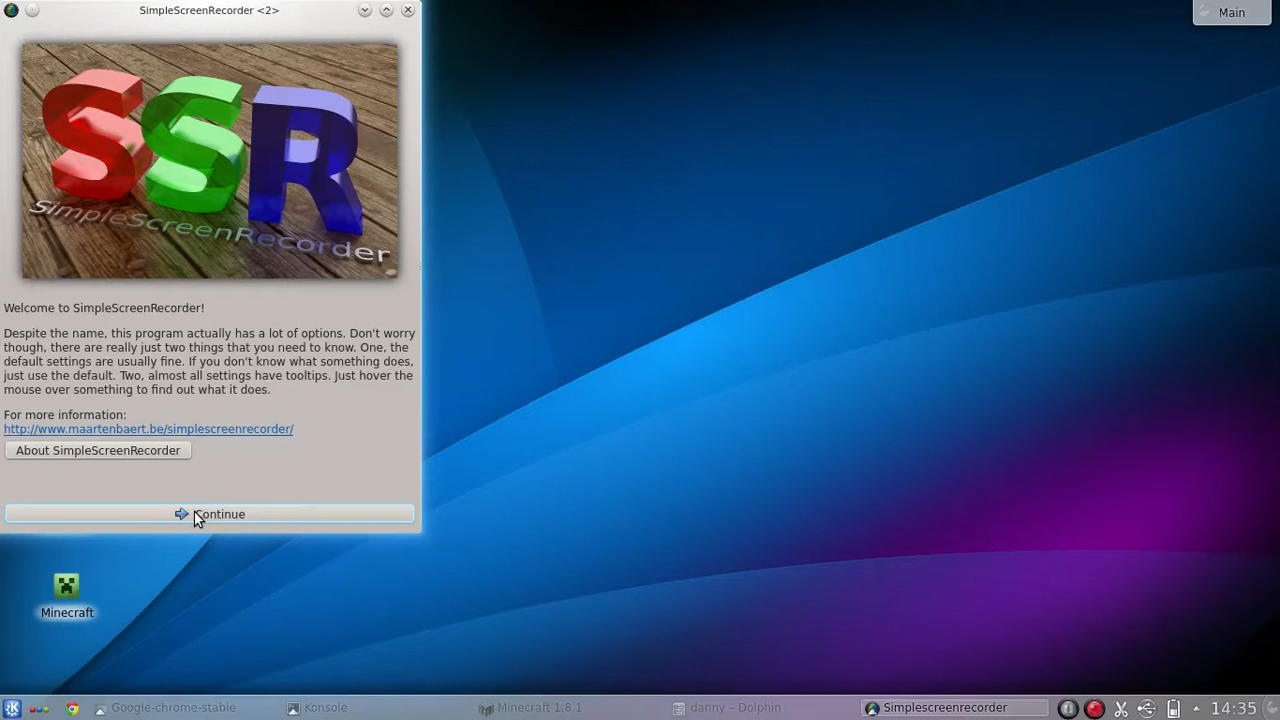 SimpleScreenRecorder <2>
Main
SSR
SimpleScreenRecorder
Welcome to SimpleScreenRecorder!
Despite the name, this program actually has a lot of options. Don't worry
though, there are really just two things that you need to know. One, the
default settings are usually fine. If you don't know what something does,
just use the default. Two, almost all settings have tooltips. Just hover the
mouse over something to find out what it does.
For more information:
http://www.maartenbaert.be/simplescreenrecorder/
About SimpleScreenRecorder
Continue
Minecraft
Google-chrome-stable
Konsole
Minecraft 1.8.1
danny – Dolphin
Simplescreenrecorder
14:35